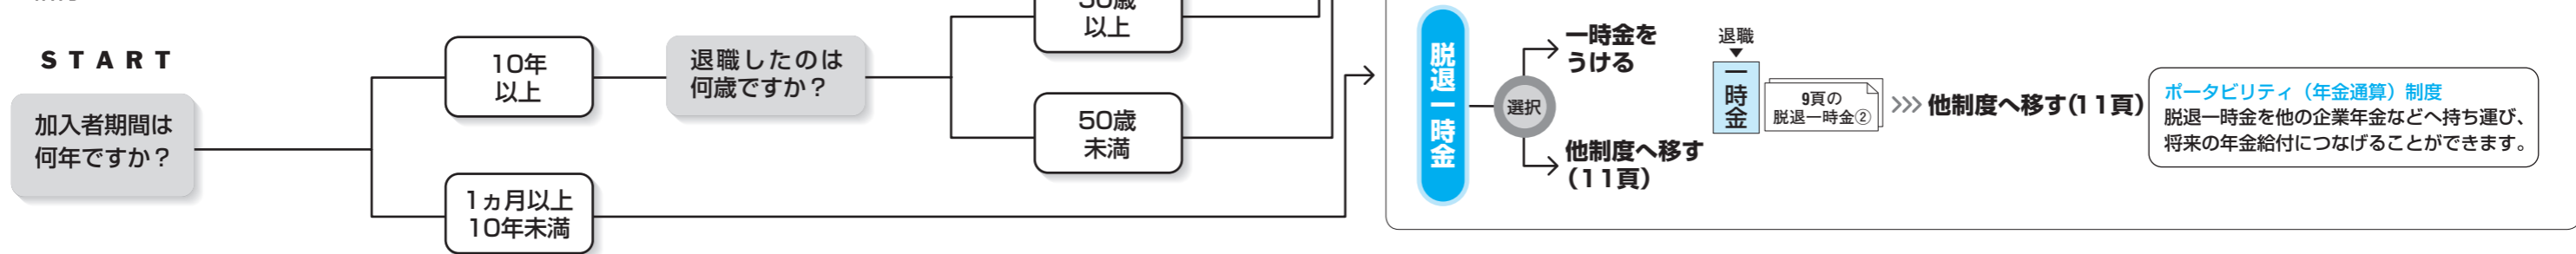 START
加入者期間は
何年ですか？
10年
以上
1ヵ月以上
10年未満
退職したのは
何歳ですか？
以上
50歳
未満
脱退一時金
選択
一時金を
うける
他制度へ移す
(11頁)
退職
▼
一時金
9頁の
脱退一時金②
>>> 他制度へ移す(11頁)
ポータビリティ（年金通算）制度
脱退一時金を他の企業年金などへ持ち運び、
将来の年金給付につなげることができます。